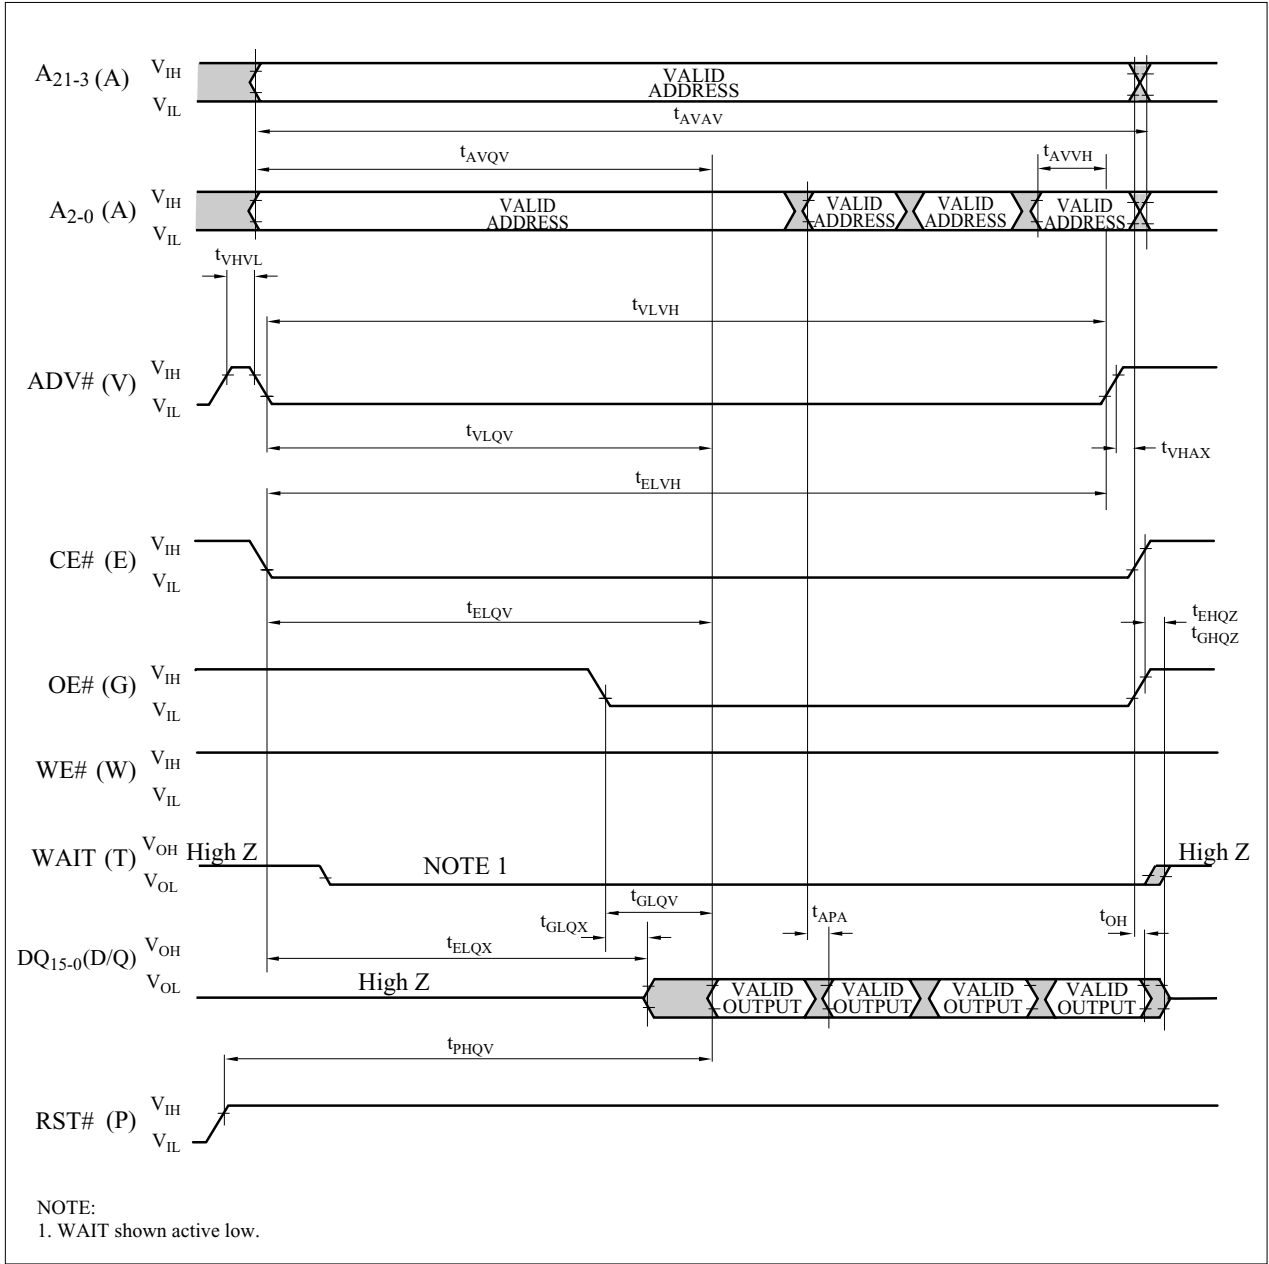 A21-3 (A) VIH VALID
VIL ADDRESS
tAVAV
tAVQV tAVVH
A2-0 (A) VIH VALID VALID VALID VALID
VIL ADDRESS ADDRESS ADDRESS ADDRESS
tVHVL
tVLVH
ADV# (V) VIH
VIL
tVLQV tVHAX
tELVH
CE# (E) VIH
VIL
tELQV tEHQZ
tGHQZ
OE# (G) VIH
VIL
WE# (W) VIH
VIL
WAIT (T) VOH High Z NOTE 1 High Z
VOL
tGLQV
tGLQX tAPA tOH
tELQX
DQ15-0(D/Q) VOH
VOL High Z VALID VALID VALID VALID
OUTPUT OUTPUT OUTPUT OUTPUT
tPHQV
RST# (P) VIH
VIL
NOTE:
1. WAIT shown active low.